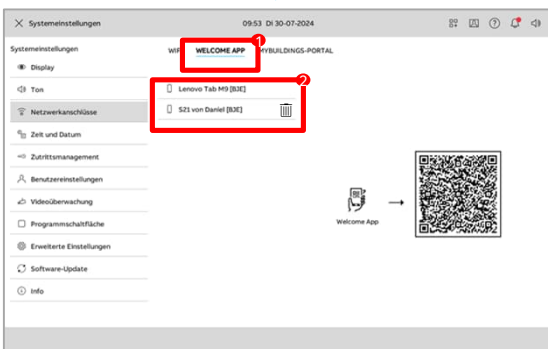 Systemeinstellungen 09:53 DI 30-07-2024
Systemeinstellungen
WELCOME APP MYBUILDINGS-PORTAL
1
2
Display
Ton
Netzwerkanschlüsse
Zeit und Datum
Zutrittsmanagement
Benutzereinstellungen
Videoüberwachung
Programmschaltfläche
Erweiterte Einstellungen
Software-Update
Info
Lenovo Tab M9 [BJE]
S21 von Daniel [BJE]
Welcome App